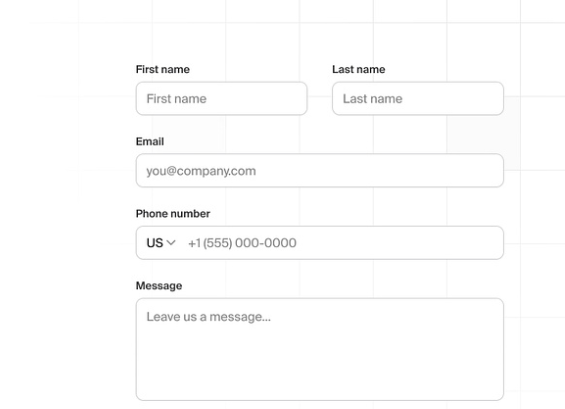 First name Last name
First name Last name
Email
you@company.com
Phone number
US +1 (555) 000-0000
Message
Leave us a message...